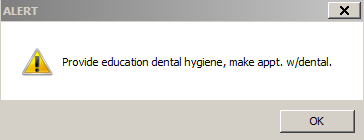 ALERT
Provide education dental hygiene, make appt. w/dental.
OK